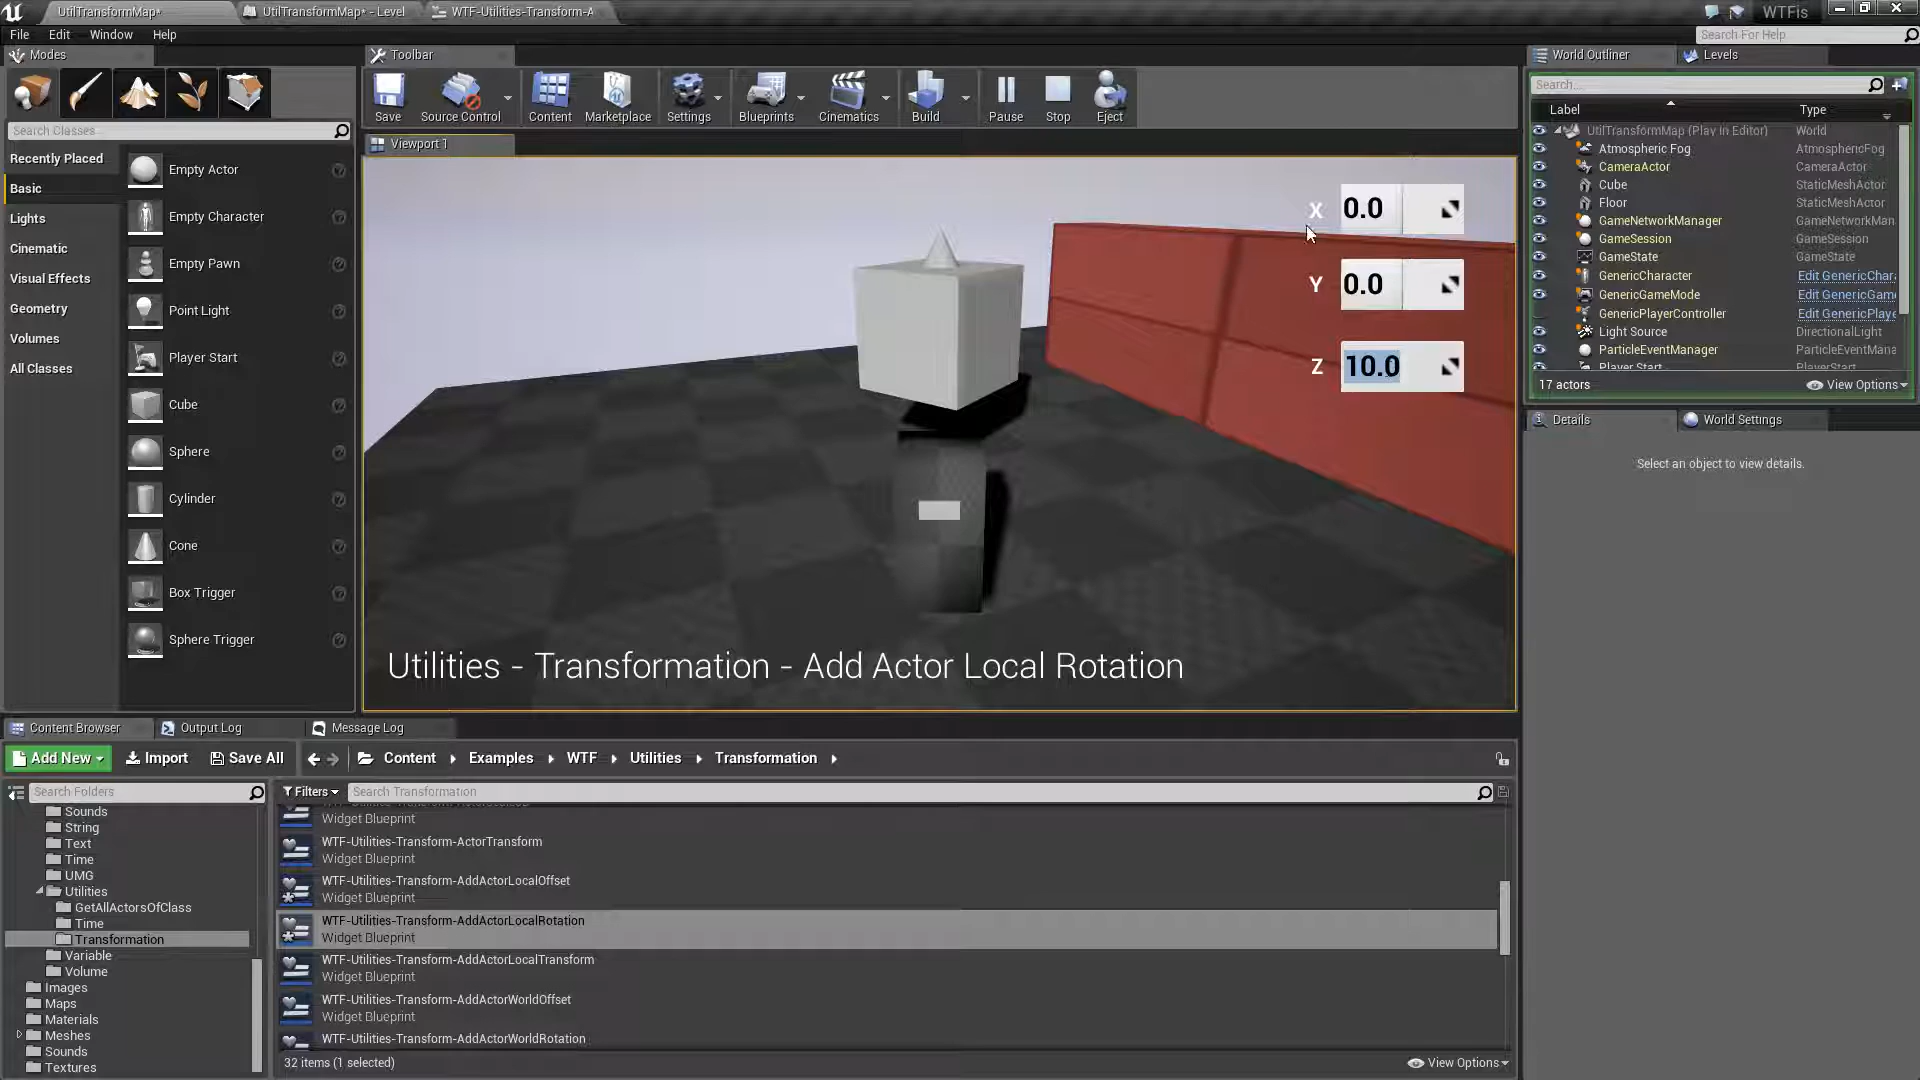 UtilTransformMap*
UtilTransformMap* - Level
WTF-Utilities-Transform-A
WTFis
File Edit Window Help
Search For Help
Modes
Toolbar
World Outliner
Levels
Save
Source Control
Content
Marketplace
Settings
Blueprints
Cinematics
Build
Pause
Stop
Eject
Search Classes
Recently Placed
Basic
Lights
Cinematic
Visual Effects
Geometry
Volumes
All Classes
Empty Actor
Empty Character
Empty Pawn
Point Light
Player Start
Cube
Sphere
Cylinder
Cone
Box Trigger
Sphere Trigger
Viewport 1
X 0.0
Y 0.0
Z 10.0
Utilities - Transformation - Add Actor Local Rotation
Search...
Label Type
UtilTransformMap (Play In Editor) World
Atmospheric Fog AtmosphericFog
CameraActor CameraActor
Cube StaticMeshActor
Floor StaticMeshActor
GameNetworkManager GameNetworkMan
GameSession GameSession
GameState GameState
GenericCharacter Edit GenericChar
GenericGameMode Edit GenericGame
GenericPlayerController Edit GenericPlaye
Light Source DirectionalLight
ParticleEventManager ParticleEventMana
Player Start PlayerStart
17 actors
View Options
Details
World Settings
Select an object to view details.
Content Browser
Output Log
Message Log
Add New
Import
Save All
Content Examples WTF Utilities Transformation
Search Folders
Filters
Search Transformation
Sounds
String
Text
Time
UMG
Utilities
GetAllActorsOfClass
Time
Transformation
Variable
Volume
Images
Maps
Materials
Meshes
Sounds
Textures
Widget Blueprint
WTF-Utilities-Transform-ActorTransform
Widget Blueprint
WTF-Utilities-Transform-AddActorLocalOffset
Widget Blueprint
WTF-Utilities-Transform-AddActorLocalRotation
Widget Blueprint
WTF-Utilities-Transform-AddActorLocalTransform
Widget Blueprint
WTF-Utilities-Transform-AddActorWorldOffset
Widget Blueprint
WTF-Utilities-Transform-AddActorWorldRotation
32 items (1 selected)
View Options